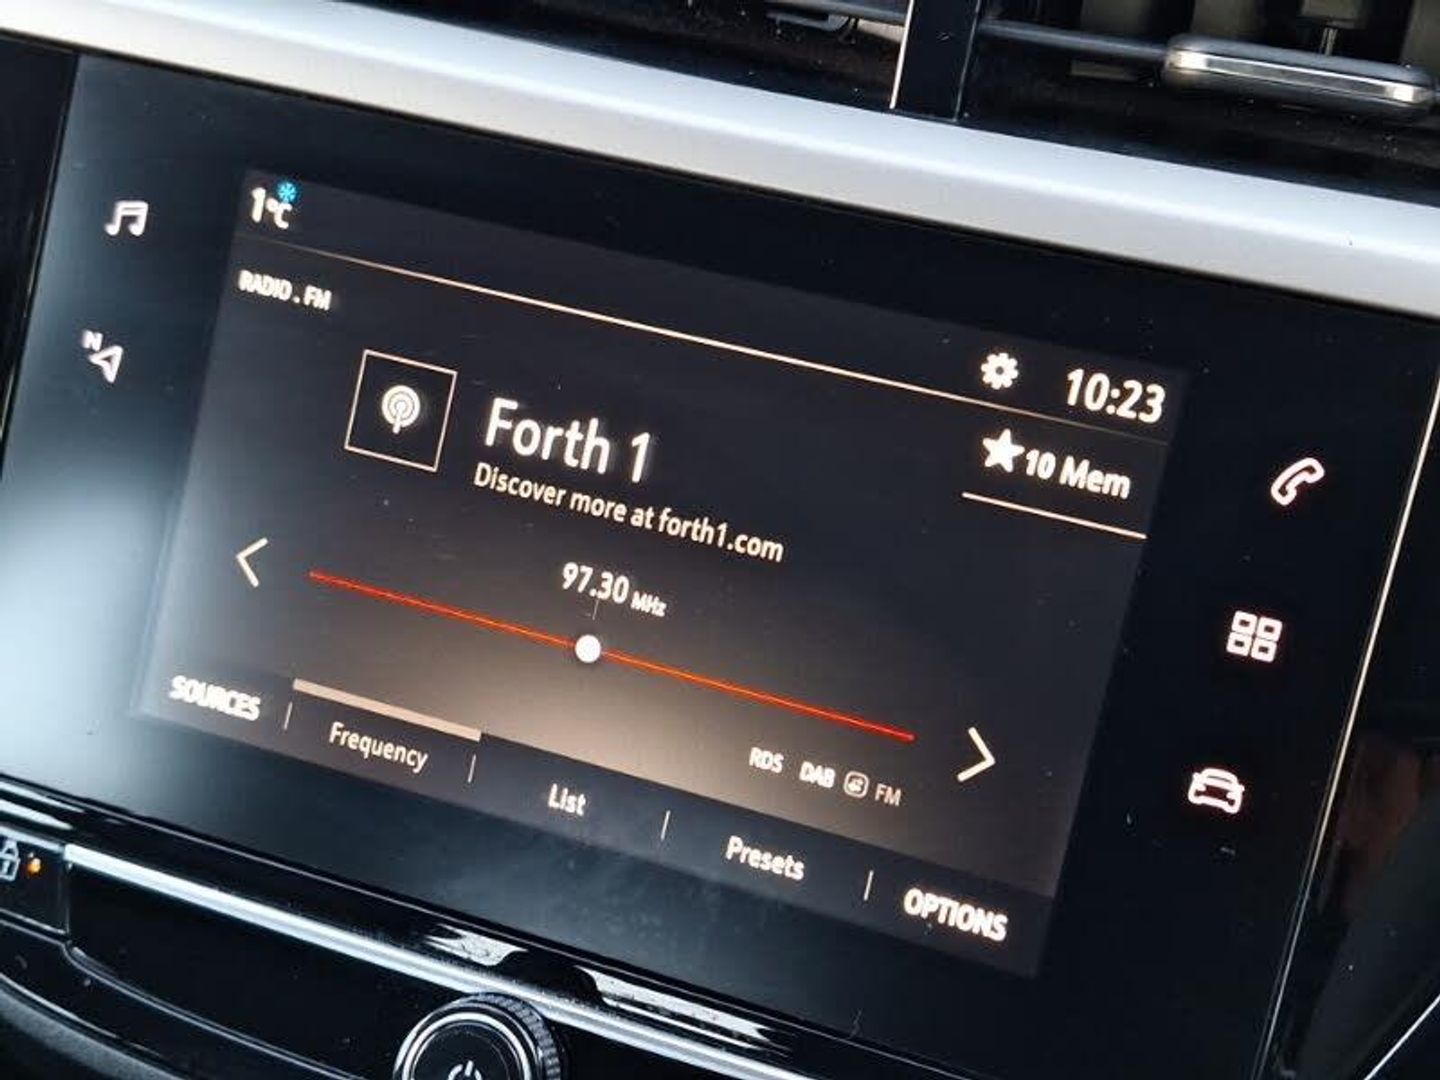 1°C
RADIO . FM
10:23
Forth 1
10 Mem
Discover more at forth1.com
97.30 MHz
RDS DAB FM
SOURCES
Frequency
List
Presets
OPTIONS
N